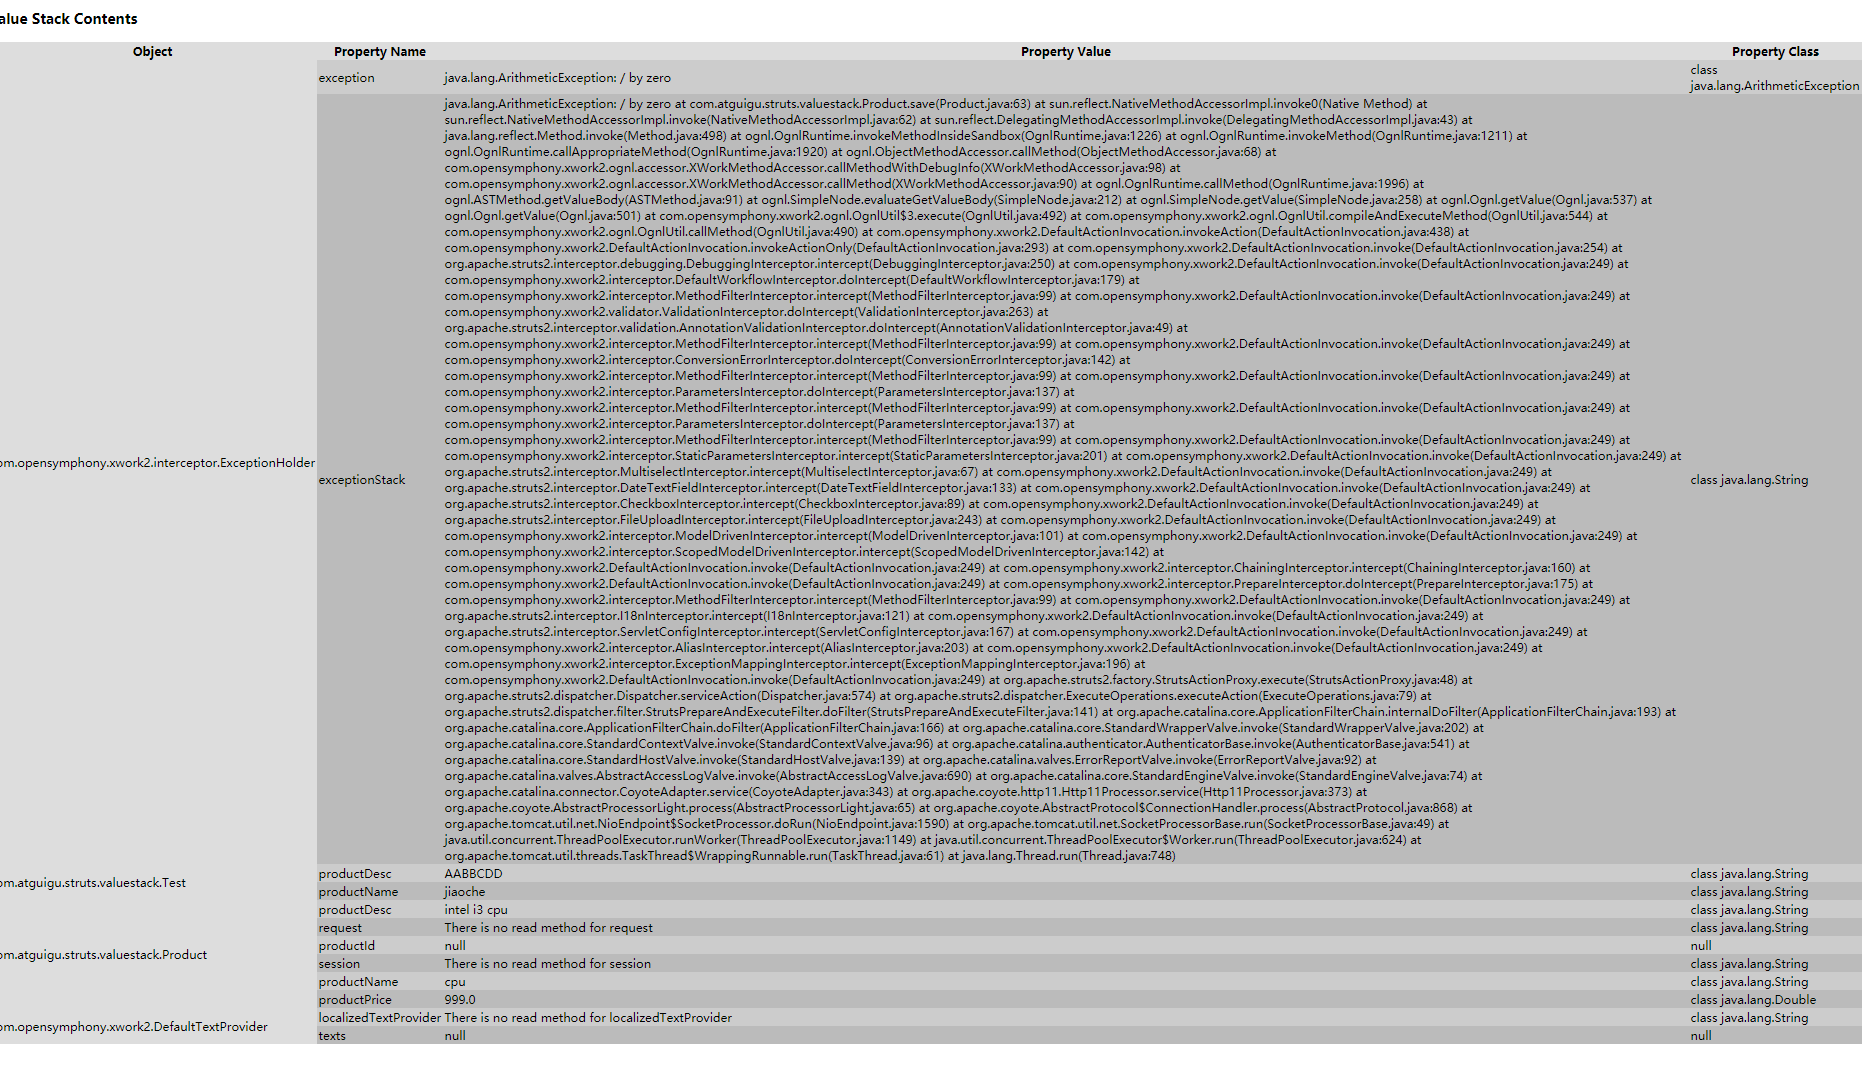 alue Stack Contents
Object Property Name Property Value Property Class
exception java.lang.ArithmeticException: / by zero class
java.lang.ArithmeticException
java.lang.ArithmeticException: / by zero at com.atguigu.struts.valuestack.Product.save(Product.java:63) at sun.reflect.NativeMethodAccessorImpl.invoke0(Native Method) at
sun.reflect.NativeMethodAccessorImpl.invoke(NativeMethodAccessorImpl.java:62) at sun.reflect.DelegatingMethodAccessorImpl.invoke(DelegatingMethodAccessorImpl.java:43) at
java.lang.reflect.Method.invoke(Method.java:498) at ognl.OgnlRuntime.invokeMethodInsideSandbox(OgnlRuntime.java:1226) at ognl.OgnlRuntime.invokeMethod(OgnlRuntime.java:1211) at
ognl.OgnlRuntime.callAppropriateMethod(OgnlRuntime.java:1920) at ognl.ObjectMethodAccessor.callMethod(ObjectMethodAccessor.java:68) at
com.opensymphony.xwork2.ognl.accessor.XWorkMethodAccessor.callMethodWithDebugInfo(XWorkMethodAccessor.java:98) at
com.opensymphony.xwork2.ognl.accessor.XWorkMethodAccessor.callMethod(XWorkMethodAccessor.java:90) at ognl.OgnlRuntime.callMethod(OgnlRuntime.java:1996) at
ognl.ASTMethod.getValueBody(ASTMethod.java:91) at ognl.SimpleNode.evaluateGetValueBody(SimpleNode.java:212) at ognl.SimpleNode.getValue(SimpleNode.java:258) at ognl.Ognl.getValue(Ognl.java:537) at
ognl.Ognl.getValue(Ognl.java:501) at com.opensymphony.xwork2.ognl.OgnlUtil$3.execute(OgnlUtil.java:492) at com.opensymphony.xwork2.ognl.OgnlUtil.compileAndExecuteMethod(OgnlUtil.java:544) at
com.opensymphony.xwork2.ognl.OgnlUtil.callMethod(OgnlUtil.java:490) at com.opensymphony.xwork2.DefaultActionInvocation.invokeAction(DefaultActionInvocation.java:438) at
com.opensymphony.xwork2.DefaultActionInvocation.invokeActionOnly(DefaultActionInvocation.java:293) at com.opensymphony.xwork2.DefaultActionInvocation.invoke(DefaultActionInvocation.java:254) at
org.apache.struts2.interceptor.debugging.DebuggingInterceptor.intercept(DebuggingInterceptor.java:250) at com.opensymphony.xwork2.DefaultActionInvocation.invoke(DefaultActionInvocation.java:249) at
com.opensymphony.xwork2.interceptor.DefaultWorkflowInterceptor.doIntercept(DefaultWorkflowInterceptor.java:179) at
com.opensymphony.xwork2.interceptor.MethodFilterInterceptor.intercept(MethodFilterInterceptor.java:99) at com.opensymphony.xwork2.DefaultActionInvocation.invoke(DefaultActionInvocation.java:249) at
com.opensymphony.xwork2.validator.ValidationInterceptor.doIntercept(ValidationInterceptor.java:263) at
org.apache.struts2.interceptor.validation.AnnotationValidationInterceptor.doIntercept(AnnotationValidationInterceptor.java:49) at
com.opensymphony.xwork2.interceptor.MethodFilterInterceptor.intercept(MethodFilterInterceptor.java:99) at com.opensymphony.xwork2.DefaultActionInvocation.invoke(DefaultActionInvocation.java:249) at
com.opensymphony.xwork2.interceptor.ConversionErrorInterceptor.doIntercept(ConversionErrorInterceptor.java:142) at
com.opensymphony.xwork2.interceptor.MethodFilterInterceptor.intercept(MethodFilterInterceptor.java:99) at com.opensymphony.xwork2.DefaultActionInvocation.invoke(DefaultActionInvocation.java:249) at
com.opensymphony.xwork2.interceptor.ParametersInterceptor.doIntercept(ParametersInterceptor.java:137) at
com.opensymphony.xwork2.interceptor.MethodFilterInterceptor.intercept(MethodFilterInterceptor.java:99) at com.opensymphony.xwork2.DefaultActionInvocation.invoke(DefaultActionInvocation.java:249) at
com.opensymphony.xwork2.interceptor.ParametersInterceptor.doIntercept(ParametersInterceptor.java:137) at
com.opensymphony.xwork2.interceptor.MethodFilterInterceptor.intercept(MethodFilterInterceptor.java:99) at com.opensymphony.xwork2.DefaultActionInvocation.invoke(DefaultActionInvocation.java:249) at
com.opensymphony.xwork2.interceptor.StaticParametersInterceptor.intercept(StaticParametersInterceptor.java:201) at com.opensymphony.xwork2.DefaultActionInvocation.invoke(DefaultActionInvocation.java:249) at
om.opensymphony.xwork2.interceptor.ExceptionHolder
org.apache.struts2.interceptor.MultiselectInterceptor.intercept(MultiselectInterceptor.java:67) at com.opensymphony.xwork2.DefaultActionInvocation.invoke(DefaultActionInvocation.java:249) at
exceptionStack class java.lang.String
org.apache.struts2.interceptor.DateTextFieldInterceptor.intercept(DateTextFieldInterceptor.java:133) at com.opensymphony.xwork2.DefaultActionInvocation.invoke(DefaultActionInvocation.java:249) at
org.apache.struts2.interceptor.CheckboxInterceptor.intercept(CheckboxInterceptor.java:89) at com.opensymphony.xwork2.DefaultActionInvocation.invoke(DefaultActionInvocation.java:249) at
org.apache.struts2.interceptor.FileUploadInterceptor.intercept(FileUploadInterceptor.java:243) at com.opensymphony.xwork2.DefaultActionInvocation.invoke(DefaultActionInvocation.java:249) at
com.opensymphony.xwork2.interceptor.ModelDrivenInterceptor.intercept(ModelDrivenInterceptor.java:101) at com.opensymphony.xwork2.DefaultActionInvocation.invoke(DefaultActionInvocation.java:249) at
com.opensymphony.xwork2.interceptor.ScopedModelDrivenInterceptor.intercept(ScopedModelDrivenInterceptor.java:142) at
com.opensymphony.xwork2.DefaultActionInvocation.invoke(DefaultActionInvocation.java:249) at com.opensymphony.xwork2.interceptor.ChainingInterceptor.intercept(ChainingInterceptor.java:160) at
com.opensymphony.xwork2.DefaultActionInvocation.invoke(DefaultActionInvocation.java:249) at com.opensymphony.xwork2.interceptor.PrepareInterceptor.doIntercept(PrepareInterceptor.java:175) at
com.opensymphony.xwork2.interceptor.MethodFilterInterceptor.intercept(MethodFilterInterceptor.java:99) at com.opensymphony.xwork2.DefaultActionInvocation.invoke(DefaultActionInvocation.java:249) at
org.apache.struts2.interceptor.I18nInterceptor.intercept(I18nInterceptor.java:121) at com.opensymphony.xwork2.DefaultActionInvocation.invoke(DefaultActionInvocation.java:249) at
org.apache.struts2.interceptor.ServletConfigInterceptor.intercept(ServletConfigInterceptor.java:167) at com.opensymphony.xwork2.DefaultActionInvocation.invoke(DefaultActionInvocation.java:249) at
com.opensymphony.xwork2.interceptor.AliasInterceptor.intercept(AliasInterceptor.java:203) at com.opensymphony.xwork2.DefaultActionInvocation.invoke(DefaultActionInvocation.java:249) at
com.opensymphony.xwork2.interceptor.ExceptionMappingInterceptor.intercept(ExceptionMappingInterceptor.java:196) at
com.opensymphony.xwork2.DefaultActionInvocation.invoke(DefaultActionInvocation.java:249) at org.apache.struts2.factory.StrutsActionProxy.execute(StrutsActionProxy.java:48) at
org.apache.struts2.dispatcher.Dispatcher.serviceAction(Dispatcher.java:574) at org.apache.struts2.dispatcher.ExecuteOperations.executeAction(ExecuteOperations.java:79) at
org.apache.struts2.dispatcher.filter.StrutsPrepareAndExecuteFilter.doFilter(StrutsPrepareAndExecuteFilter.java:141) at org.apache.catalina.core.ApplicationFilterChain.internalDoFilter(ApplicationFilterChain.java:193) at
org.apache.catalina.core.ApplicationFilterChain.doFilter(ApplicationFilterChain.java:166) at org.apache.catalina.core.StandardWrapperValve.invoke(StandardWrapperValve.java:202) at
org.apache.catalina.core.StandardContextValve.invoke(StandardContextValve.java:96) at org.apache.catalina.authenticator.AuthenticatorBase.invoke(AuthenticatorBase.java:541) at
org.apache.catalina.core.StandardHostValve.invoke(StandardHostValve.java:139) at org.apache.catalina.valves.ErrorReportValve.invoke(ErrorReportValve.java:92) at
org.apache.catalina.valves.AbstractAccessLogValve.invoke(AbstractAccessLogValve.java:690) at org.apache.catalina.core.StandardEngineValve.invoke(StandardEngineValve.java:74) at
org.apache.catalina.connector.CoyoteAdapter.service(CoyoteAdapter.java:343) at org.apache.coyote.http11.Http11Processor.service(Http11Processor.java:373) at
org.apache.coyote.AbstractProcessorLight.process(AbstractProcessorLight.java:65) at org.apache.coyote.AbstractProtocol$ConnectionHandler.process(AbstractProtocol.java:868) at
org.apache.tomcat.util.net.NioEndpoint$SocketProcessor.doRun(NioEndpoint.java:1590) at org.apache.tomcat.util.net.SocketProcessorBase.run(SocketProcessorBase.java:49) at
java.util.concurrent.ThreadPoolExecutor.runWorker(ThreadPoolExecutor.java:1149) at java.util.concurrent.ThreadPoolExecutor$Worker.run(ThreadPoolExecutor.java:624) at
org.apache.tomcat.util.threads.TaskThread$WrappingRunnable.run(TaskThread.java:61) at java.lang.Thread.run(Thread.java:748)
om.atguigu.struts.valuestack.Test
productDesc AABBCDD class java.lang.String
productName jiaoche class java.lang.String
om.atguigu.struts.valuestack.Product
productDesc intel i3 cpu class java.lang.String
request There is no read method for request class java.lang.String
productId null null
session There is no read method for session class java.lang.String
productName cpu class java.lang.String
productPrice 999.0 class java.lang.Double
om.opensymphony.xwork2.DefaultTextProvider
localizedTextProvider There is no read method for localizedTextProvider class java.lang.String
texts null null